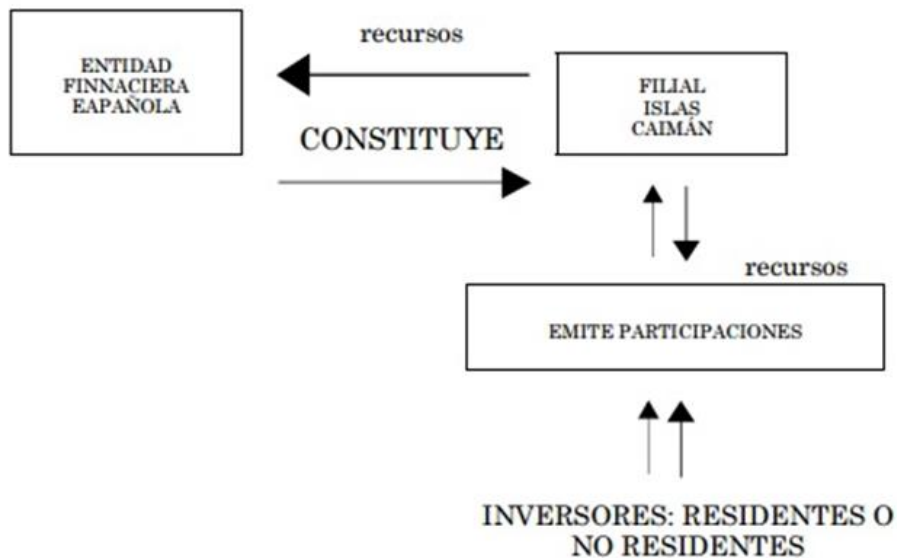 recursos
ENTIDAD
FINNACIERA
EAPAÑOLA
FILIAL
ISLAS
CAIMÁN
CONSTITUYE
recursos
EMITE PARTICIPACIONES
INVERSORES: RESIDENTES O
NO RESIDENTES